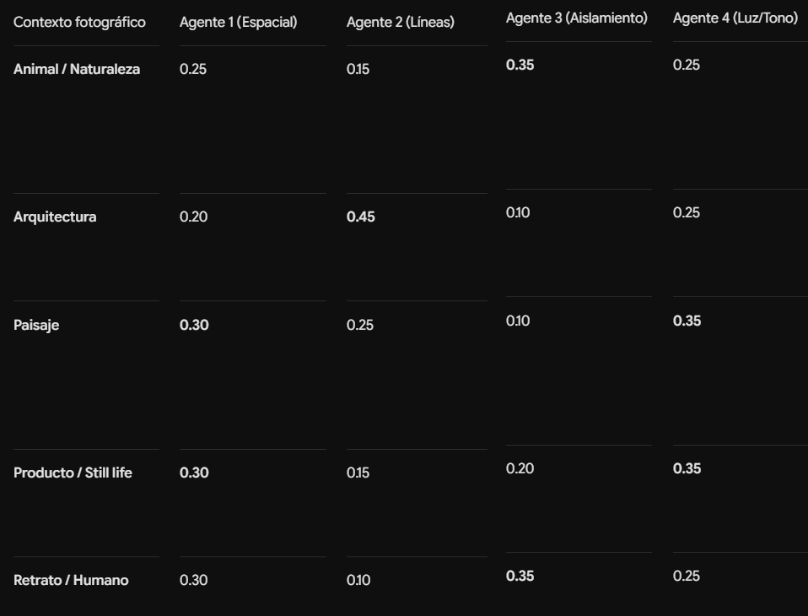 Contexto fotográfico Agente 1 (Espacial) Agente 2 (Líneas) Agente 3 (Aislamiento) Agente 4 (Luz/Tono)
Animal / Naturaleza 0.25 0.15 0.35 0.25
Arquitectura 0.20 0.45 0.10 0.25
Paisaje 0.30 0.25 0.10 0.35
Producto / Still life 0.30 0.15 0.20 0.35
Retrato / Humano 0.30 0.10 0.35 0.25